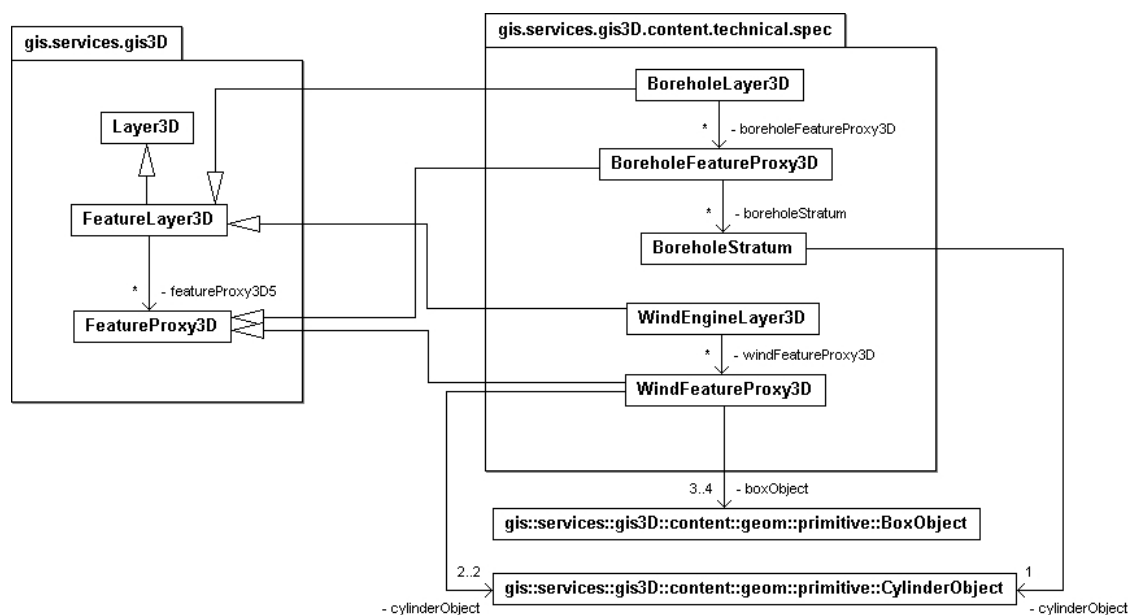 gis.services.gis3D
gis.services.gis3D.content.technical.spec
BoreholeLayer3D
* - boreholeFeatureProxy3D
Layer3D
BoreholeFeatureProxy3D
FeatureLayer3D
* - boreholeStratum
BoreholeStratum
* - featureProxy3D5
FeatureProxy3D
WindEngineLayer3D
* - windFeatureProxy3D
WindFeatureProxy3D
3..4 - boxObject
gis::services::gis3D::content::geom::primitive::BoxObject
2..2
1
gis::services::gis3D::content::geom::primitive::CylinderObject
- cylinderObject
- cylinderObject